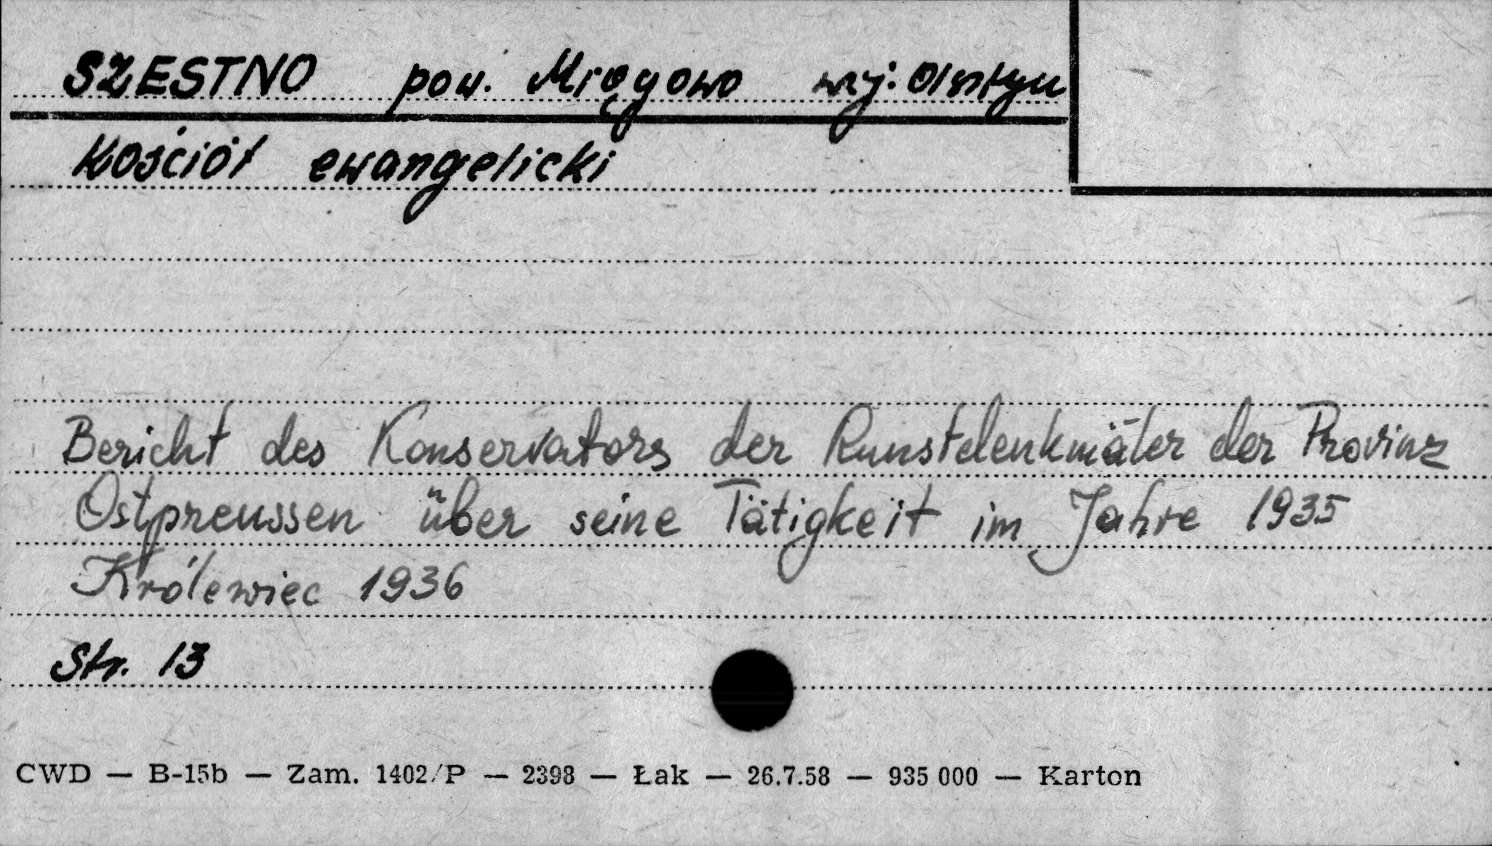 SZESTNO pow. Mrągowo woj. Olsztyn
Kościół ewangelicki
Bericht des Konservators der Kunstdenkmäler der Provinz
Ostpreussen über seine Tätigkeit im Jahre 1935
Królewiec 1936
Str. 13
CWD — B-15b — Zam. 1402/P — 2398 — Łak — 26.7.58 — 935 000 — Karton